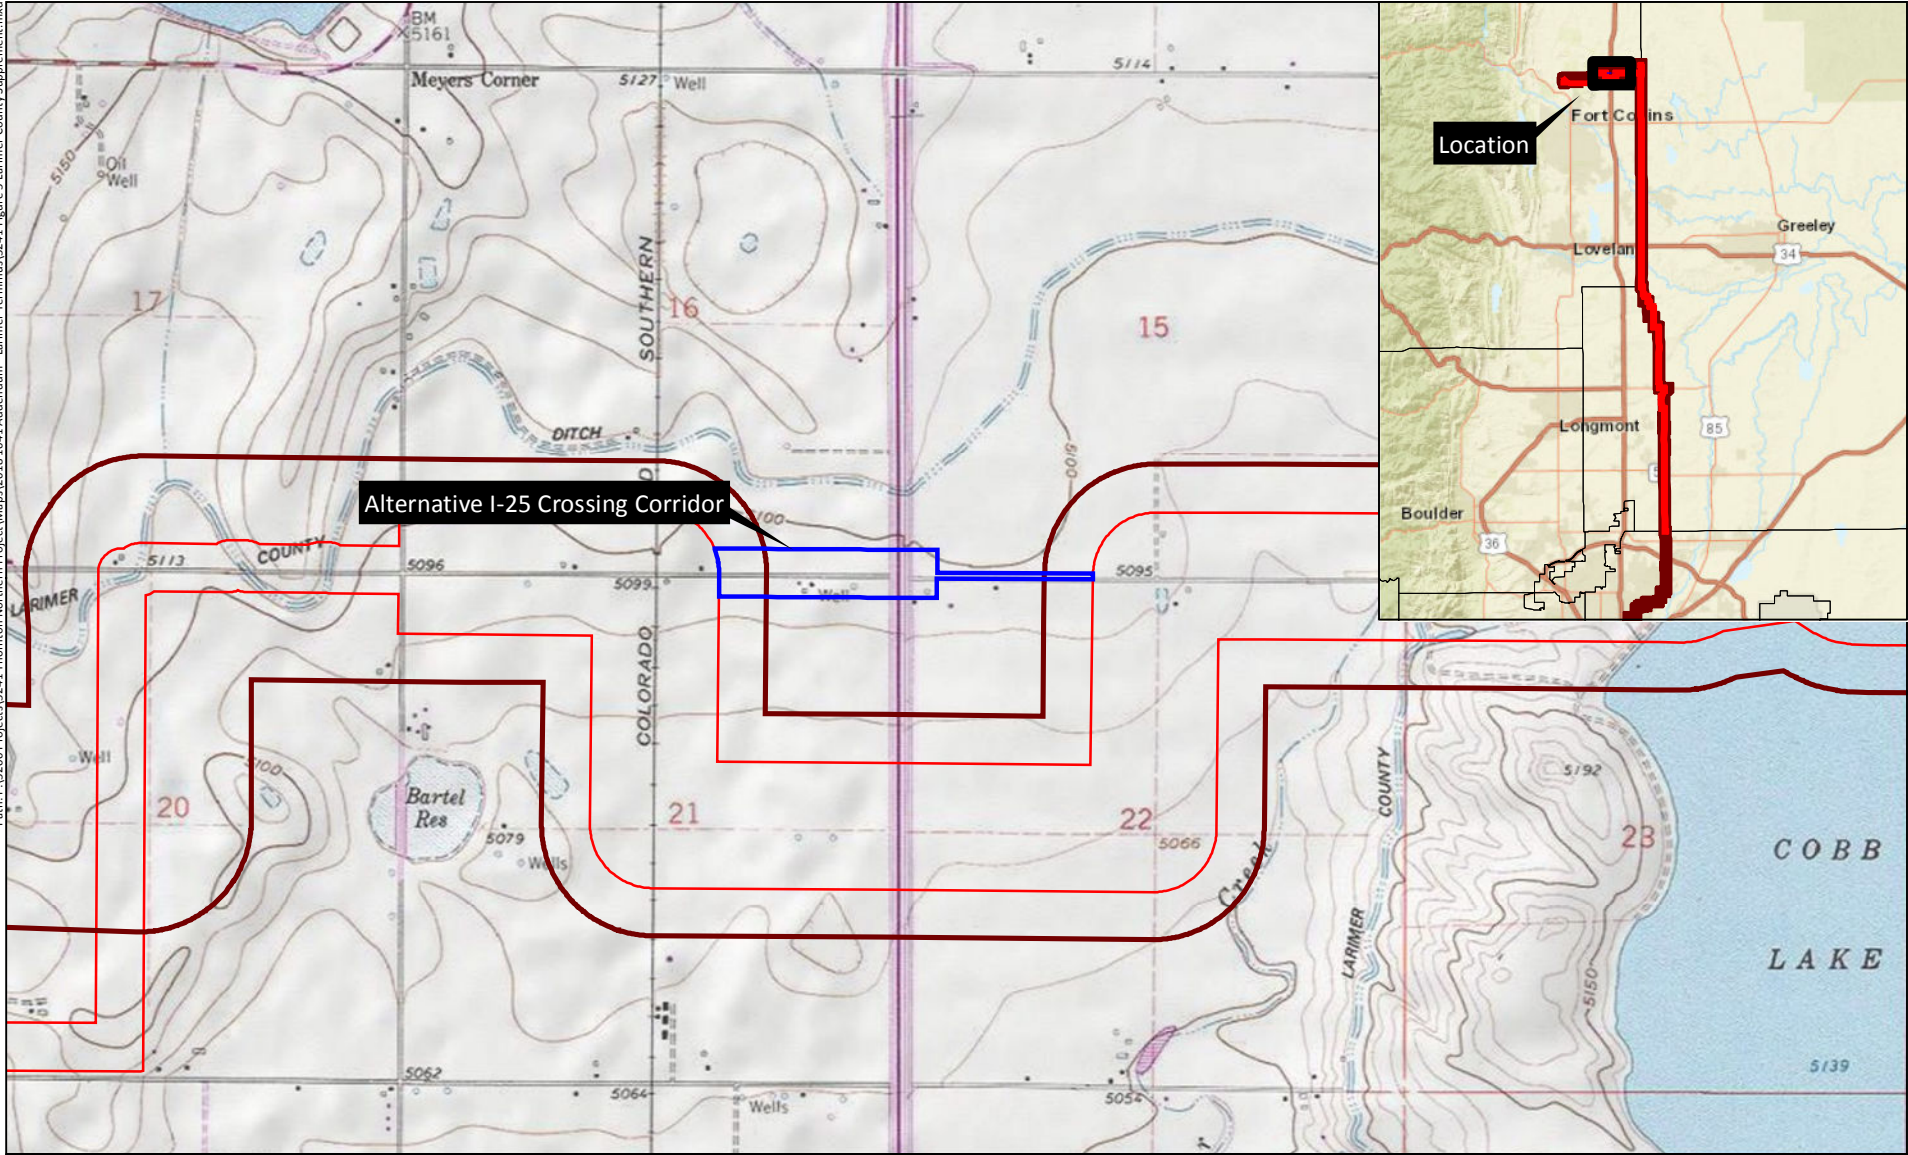 BM
5161
Meyers Corner
5127
Well
5114
5150
Oil
Well
17
16
15
SOUTHERN
DITCH
5100
Alternative I-25 Crossing Corridor
5100
5113
COUNTY
5096
5099
Well
5095
LARIMER
COLORADO
Well
5100
20
Bartel
Res
5079
Wells
21
22
5066
Creek
COUNTY
LARIMER
5192
23
5150
COBB
LAKE
5139
5062
5064
Wells
5054
Location
Fort Collins
Greeley
Lovelan
34
Longmont
85
Boulder
36